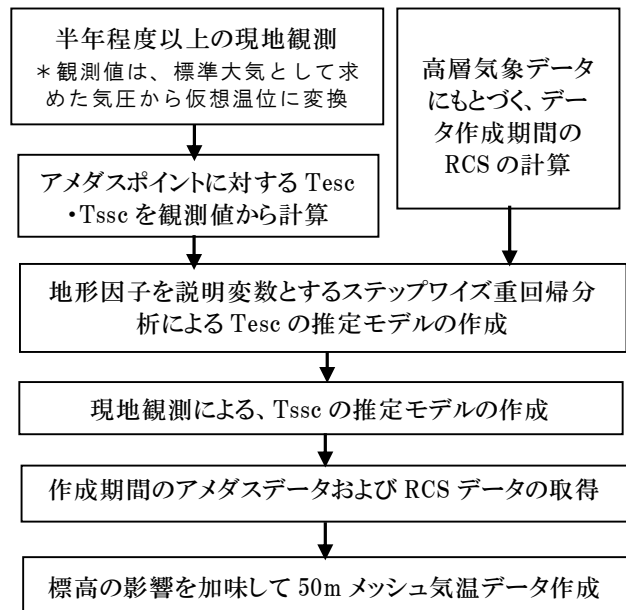 半年程度以上の現地観測
＊観測値は、標準大気として求
めた気圧から仮想温位に変換
高層気象データ
にもとづく、デー
タ作成期間の
RCS の計算
アメダスポイントに対する Tesc
・Tssc を観測値から計算
地形因子を説明変数とするステップワイズ重回帰分
析による Tesc の推定モデルの作成
現地観測による、Tssc の推定モデルの作成
作成期間のアメダスデータおよび RCS データの取得
標高の影響を加味して 50m メッシュ気温データ作成